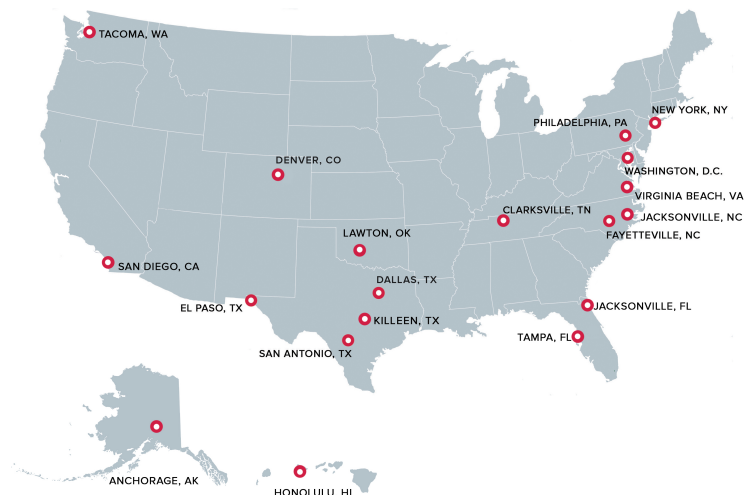 TACOMA, WA
NEW YORK, NY
PHILADELPHIA, PA
DENVER, CO
WASHINGTON, D.C.
VIRGINIA BEACH, VA
CLARKSVILLE, TN
JACKSONVILLE, NC
LAWTON, OK
FAYETTEVILLE, NC
SAN DIEGO, CA
DALLAS, TX
EL PASO, TX
JACKSONVILLE, FL
KILLEEN, TX
TAMPA, FL
SAN ANTONIO, TX
ANCHORAGE, AK
HONOLULU, HI